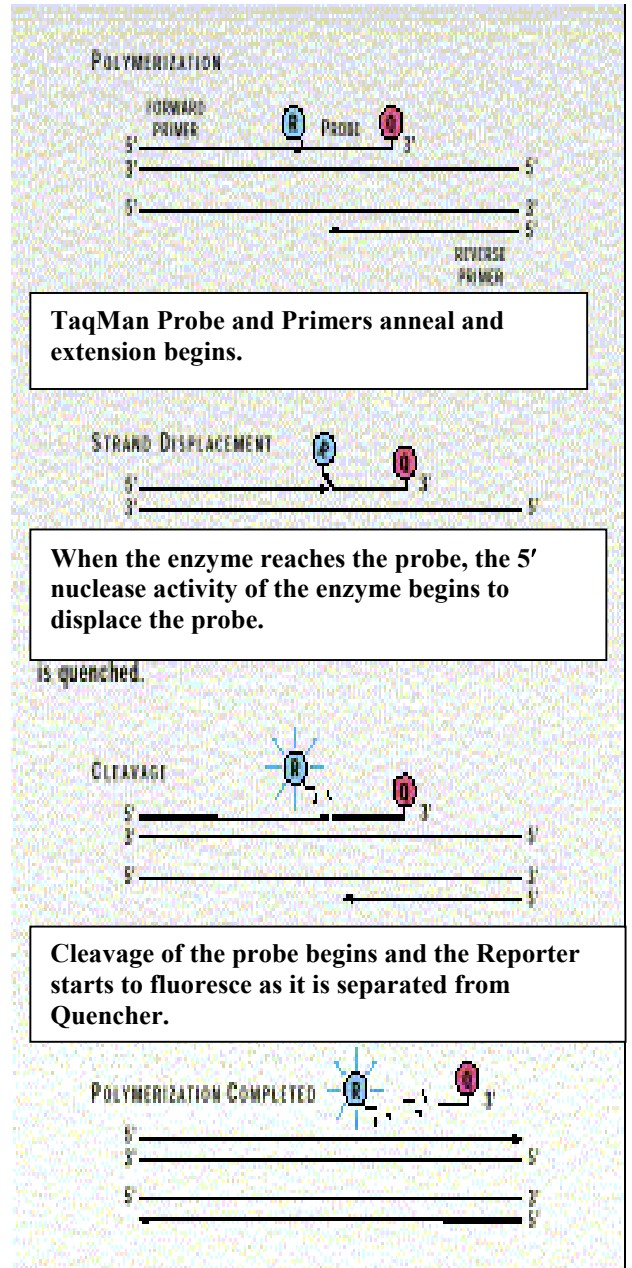 POLYMERIZATION
FORWARD
PRIMER
R
PROBE
Q
5'
3'
3'
5'
5'
3'
5'
REVERSE
PRIMER
TaqMan Probe and Primers anneal and
extension begins.
STRAND DISPLACEMENT
R
Q
5'
3'
3'
5'
When the enzyme reaches the probe, the 5′
nuclease activity of the enzyme begins to
displace the probe.
is quenched.
CLEAVAGE
R
Q
5'
3'
3'
5'
5'
3'
5'
Cleavage of the probe begins and the Reporter
starts to fluoresce as it is separated from
Quencher.
POLYMERIZATION COMPLETED
R
Q
3'
5'
3'
5'
5'
3'
5'